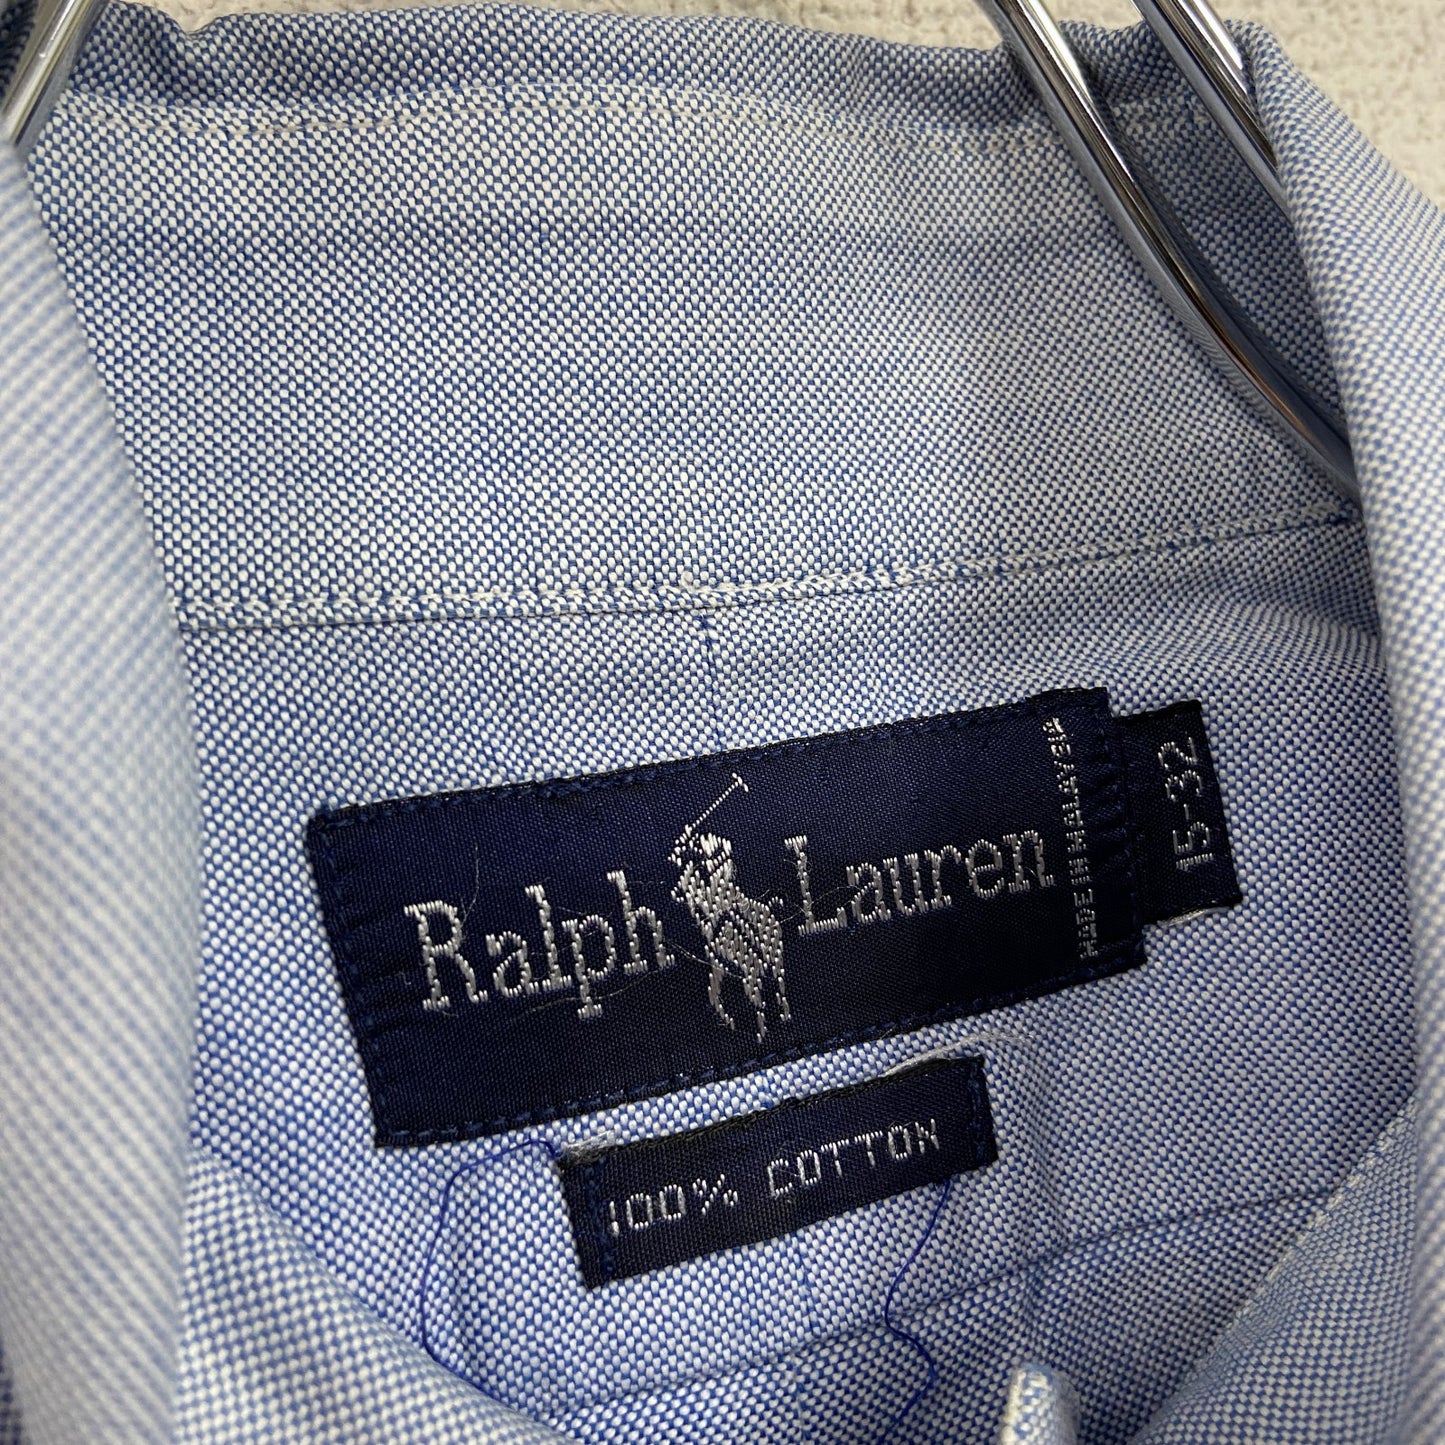 Ralph Lauren
MADE IN MALAYSIA
15-32
100% COTTON